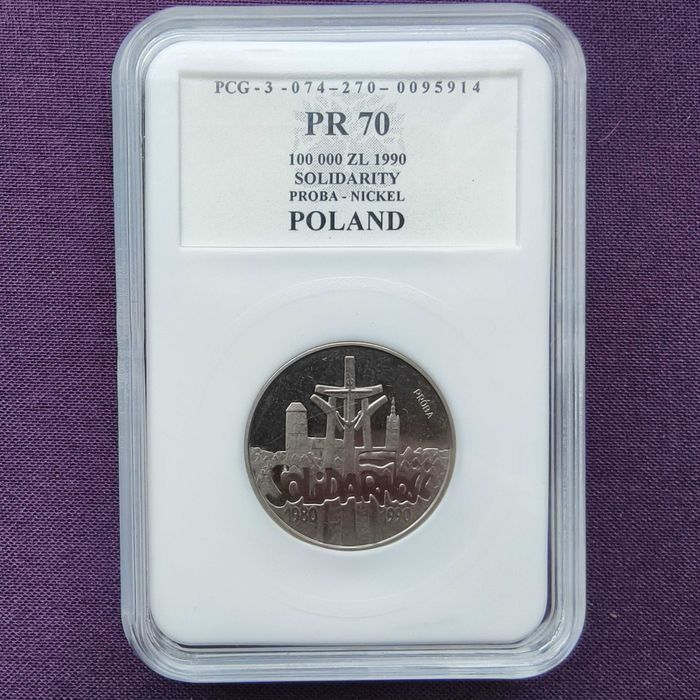 PCG-3-074-270-0095914
PR 70
100 000 ZL 1990
SOLIDARITY
PROBA - NICKEL
POLAND
PRÓBA
SOLiDARNOŚĆ
1980 1990